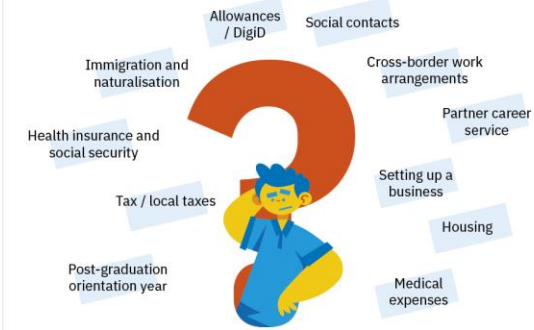 Allowances
/ DigiD
Social contacts
Immigration and
naturalisation
Cross-border work
arrangements
Partner career
service
Health insurance and
social security
Setting up a
business
Tax / local taxes
Housing
Post-graduation
orientation year
Medical
expenses